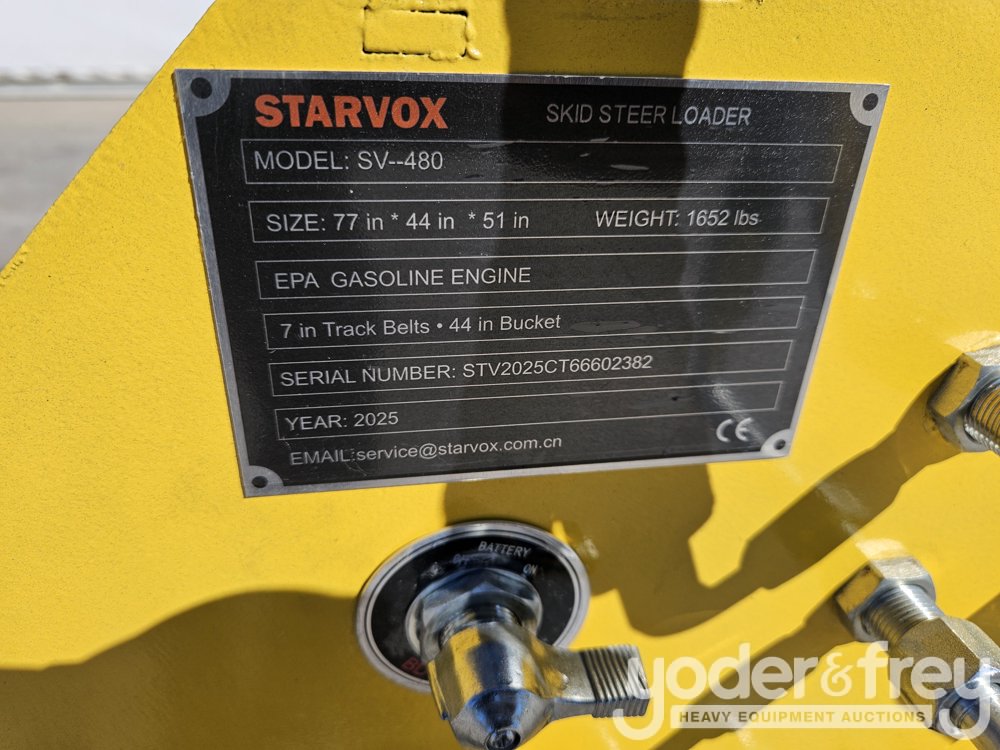 STARVOX SKID STEER LOADER
MODEL: SV--480
SIZE: 77 in * 44 in * 51 in WEIGHT: 1652 lbs
EPA GASOLINE ENGINE
7 in Track Belts • 44 in Bucket
SERIAL NUMBER: STV2025CT66602382
YEAR: 2025
CE
EMAIL:service@starvox.com.cn
BATTERY
OFF ON
yoder&frey
HEAVY EQUIPMENT AUCTIONS